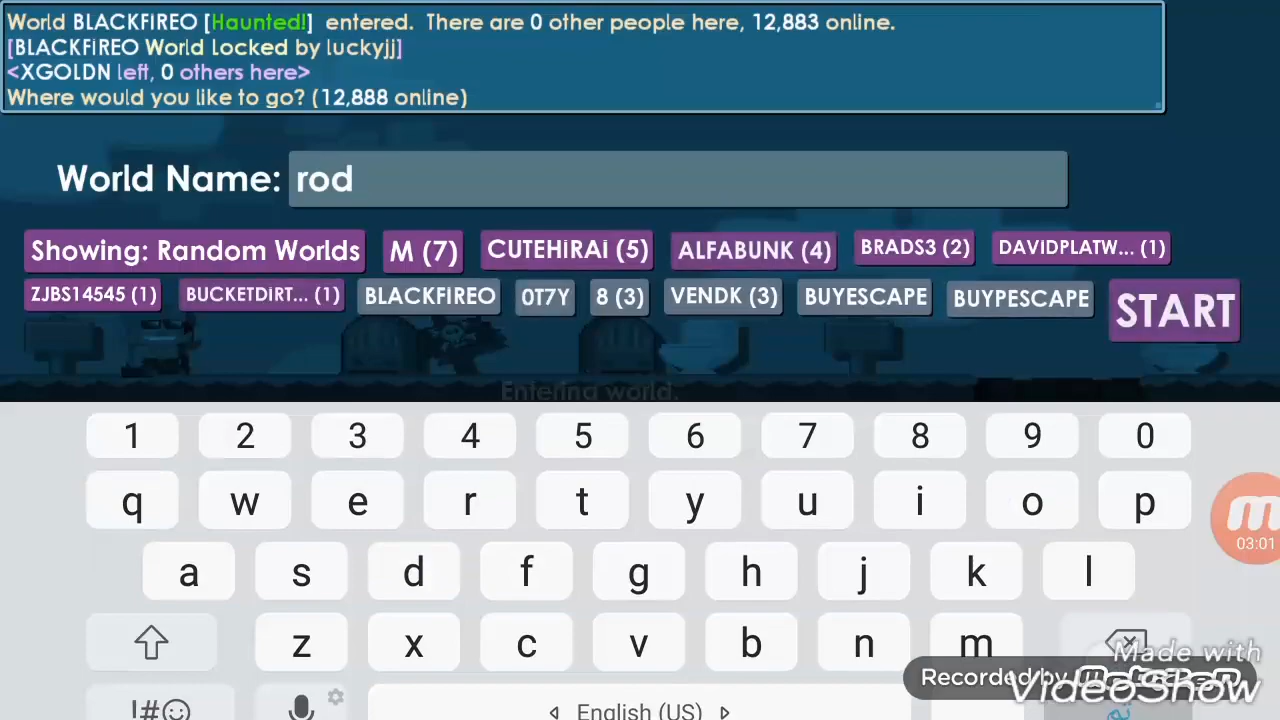 World BLACKFIREO [Haunted!] entered. There are 0 other people here, 12,883 online.
[BLACKFIREO World Locked by luckyjj]
<XGOLDN left, 0 others here>
Where would you like to go? (12,888 online)
World Name: rod
Showing: Random Worlds M (7) CUTEHIRAI (5) ALFABUNK (4) BRADS3 (2) DAVIDPLATW... (1)
ZJBS14545 (1) BUCKETDIRT... (1) BLACKFIREO 0T7Y 8 (3) VENDK (3) BUYESCAPE BUYPESCAPE START
Entering world.
1 2 3 4 5 6 7 8 9 0
q w e r t y u i o p
03:01
a s d f g h j k l
z x c v b n m
Made with
Recorded by
VideoShow
!#☺ English (US)